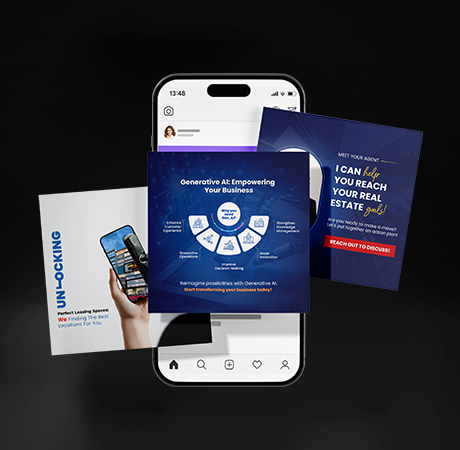 13:48
MEET YOUR AGENT
I CAN help
YOU REACH
YOUR REAL
ESTATE goals!
Are you ready to make a move?
Let's put together an action plan!
REACH OUT TO DISCUSS!
Generative AI: Empowering
Your Business
Why you
need
Gen. AI?
Enhance
Customer
Experience
Strengthen
Knowledge
Management
Streamline
Operations
Boost
Innovation
Improve
Decision Making
Reimagine possibilities with Generative AI.
Start transforming your business today!
UNLOCKING
Perfect Leasing Spaces:
We Finding The Best
Locations For You